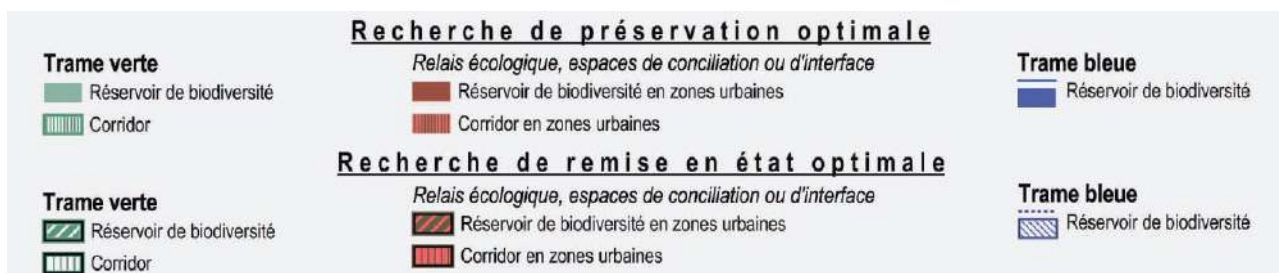 Recherche de préservation optimale
Trame verte
Réservoir de biodiversité
Corridor
Relais écologique, espaces de conciliation ou d'interface
Réservoir de biodiversité en zones urbaines
Corridor en zones urbaines
Trame bleue
Réservoir de biodiversité
Recherche de remise en état optimale
Trame verte
Réservoir de biodiversité
Corridor
Relais écologique, espaces de conciliation ou d'interface
Réservoir de biodiversité en zones urbaines
Corridor en zones urbaines
Trame bleue
Réservoir de biodiversité